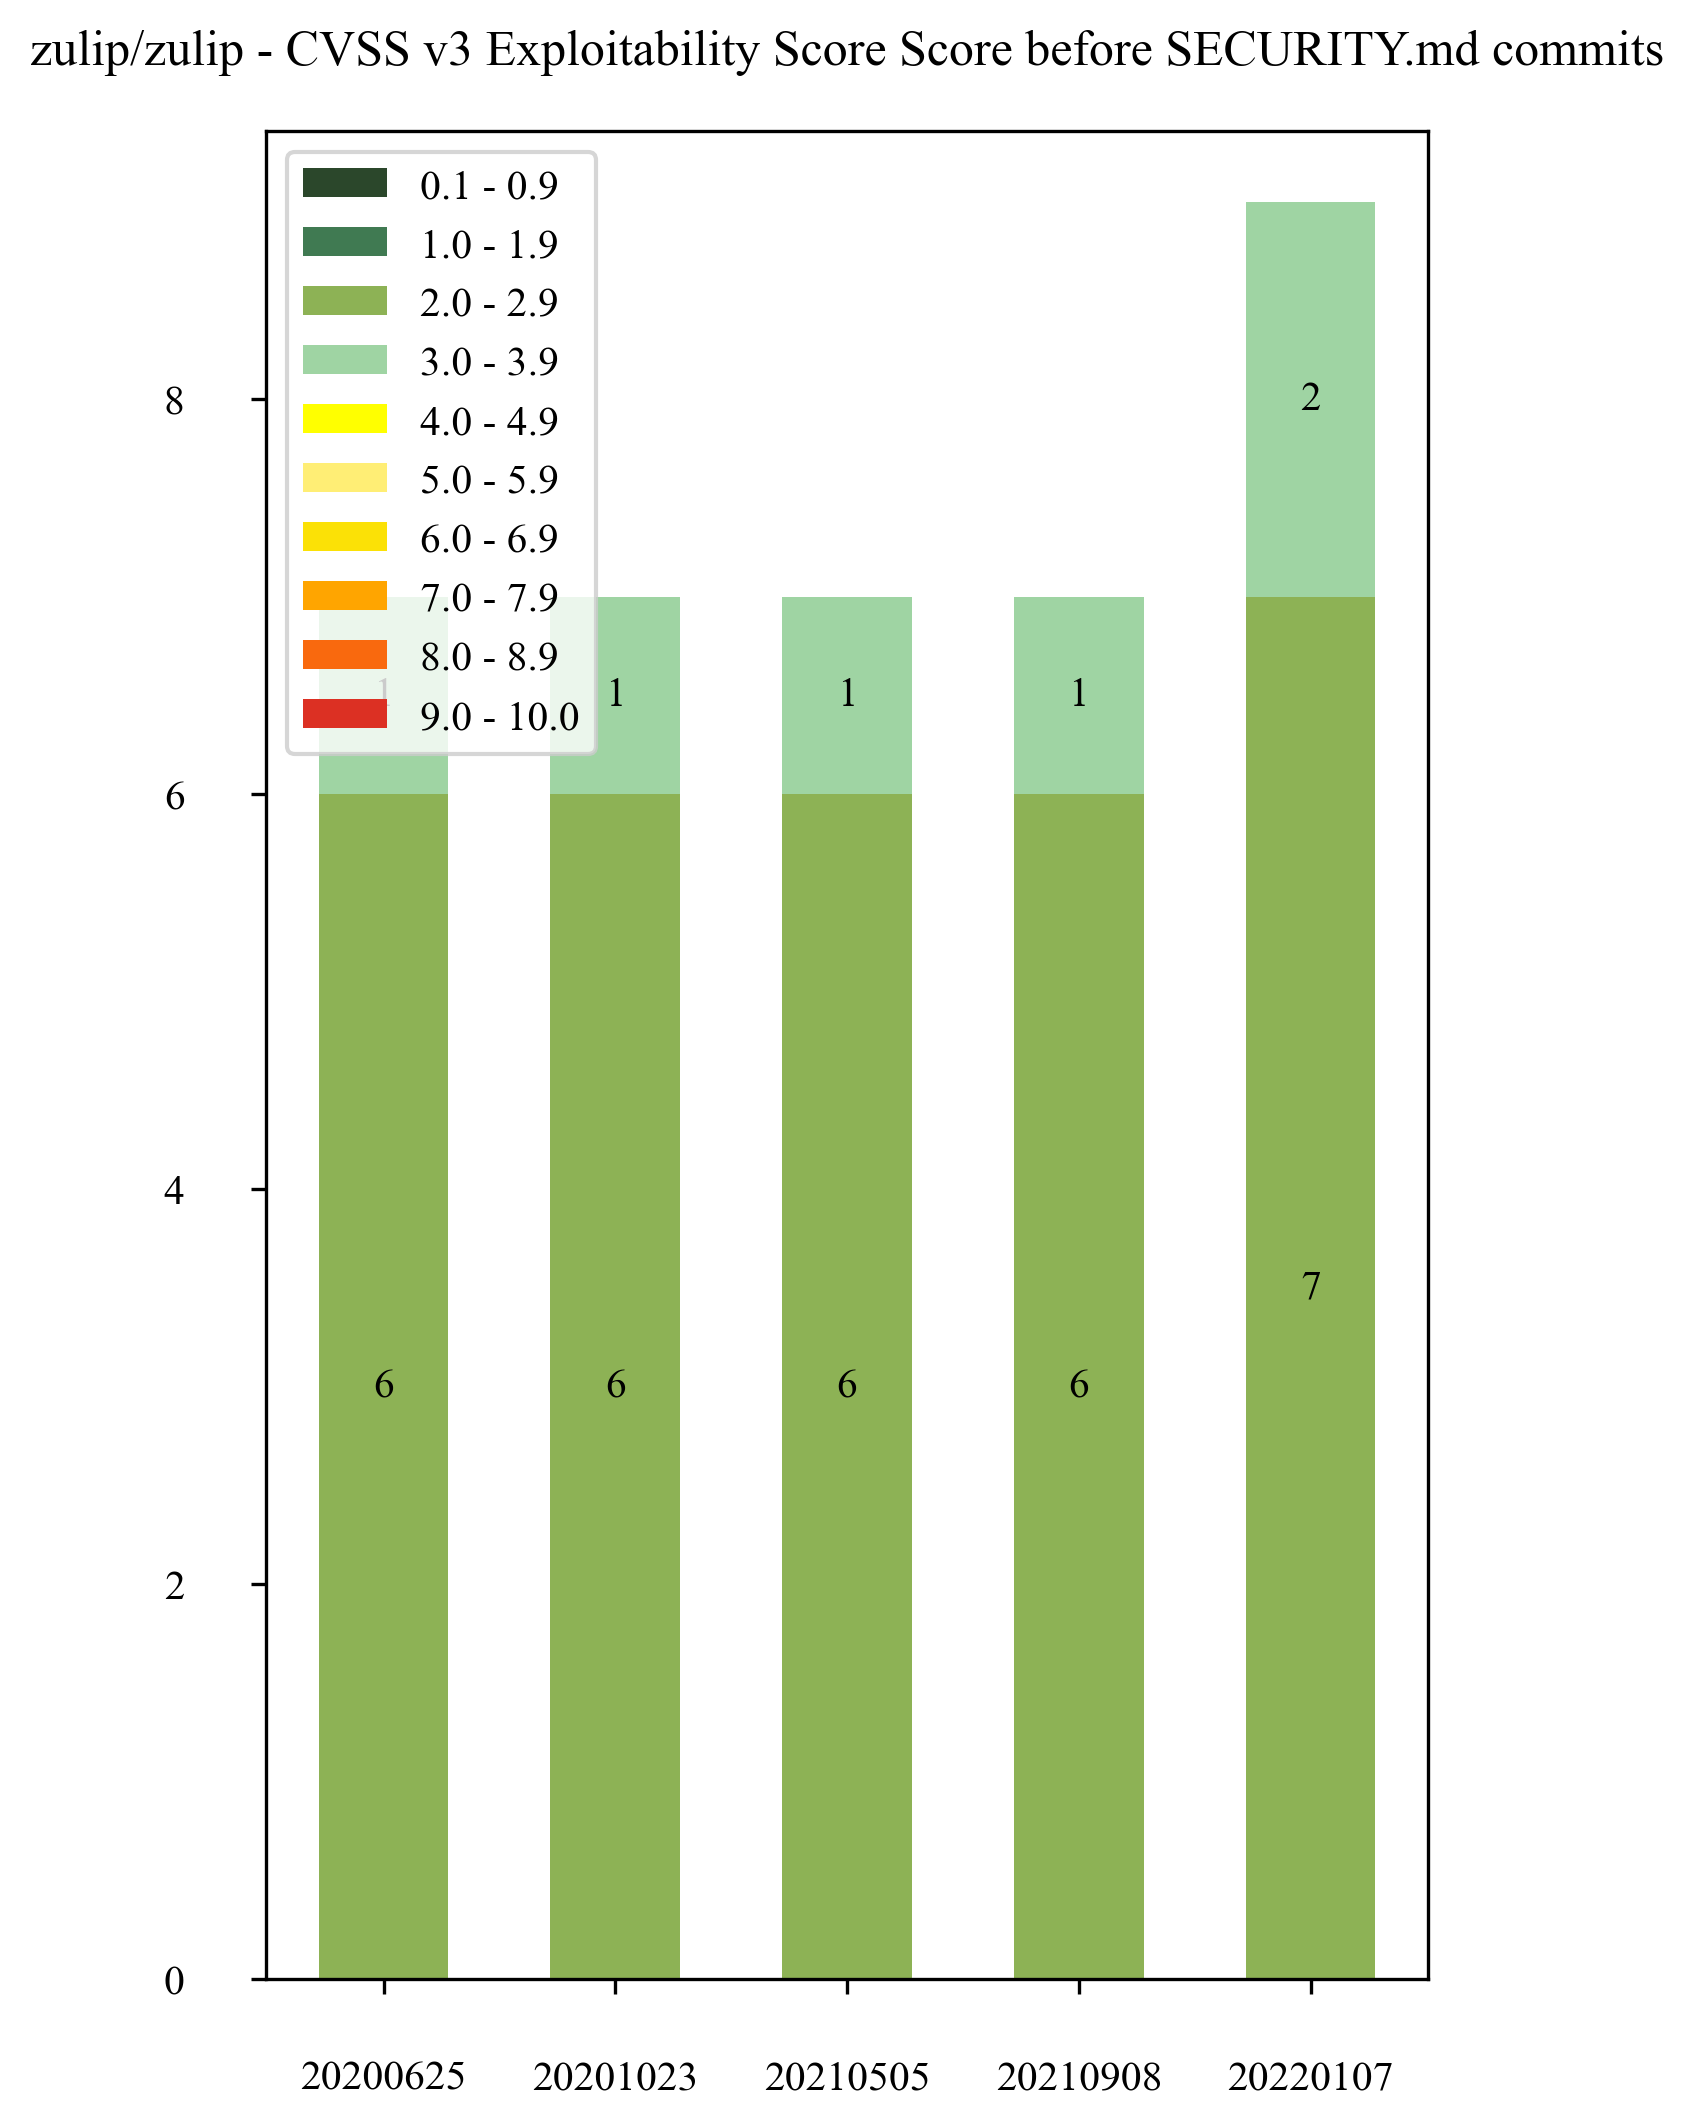 zulip/zulip - CVSS v3 Exploitability Score Score before SECURITY.md commits
0.1 - 0.9
1.0 - 1.9
2.0 - 2.9
3.0 - 3.9
4.0 - 4.9
5.0 - 5.9
6.0 - 6.9
7.0 - 7.9
8.0 - 8.9
9.0 - 10.0
8
6
4
2
0
2
1 1 1 1
7
6 6 6 6
20200625 20201023 20210505 20210908 20220107